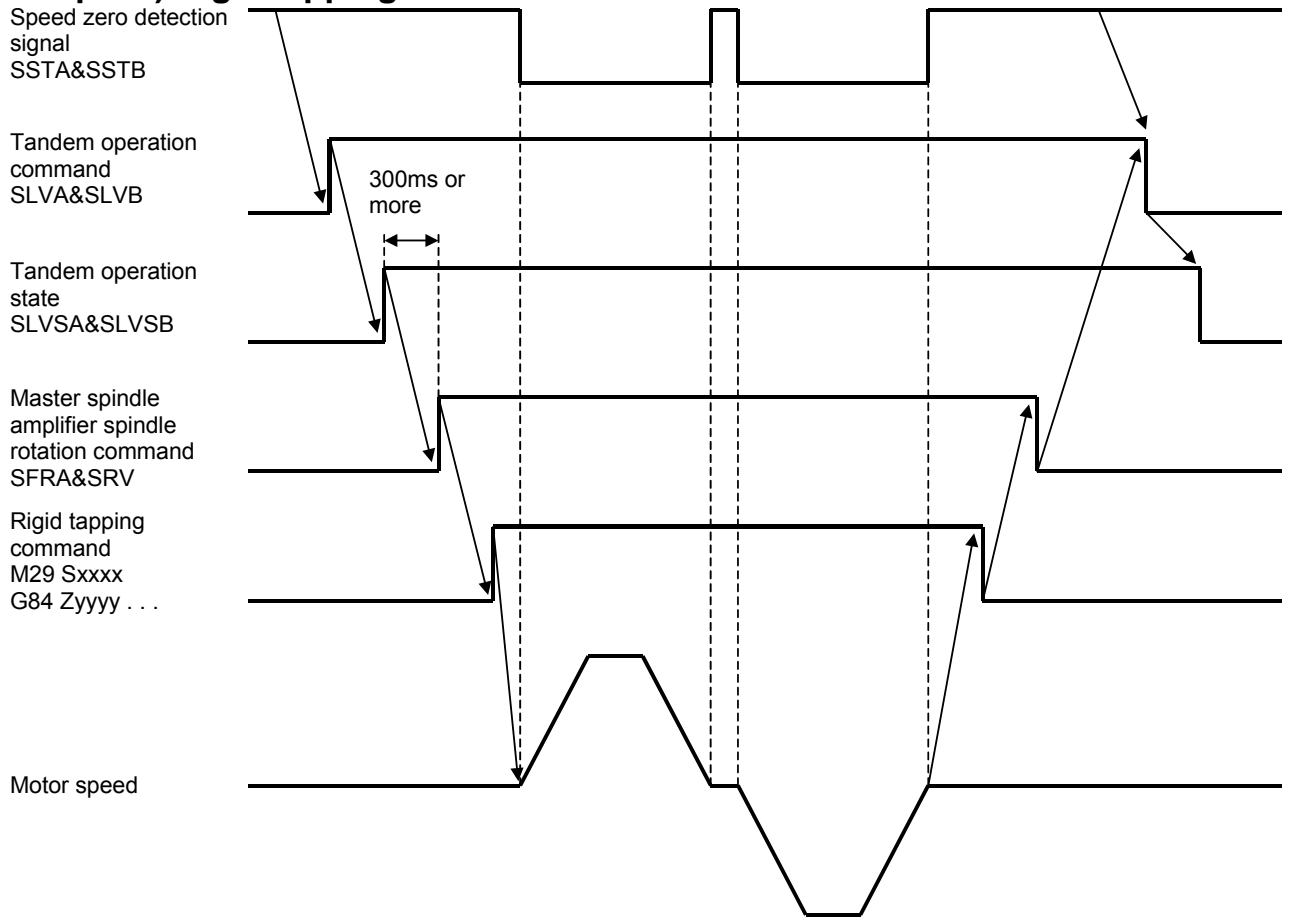 Speed zero detection
signal
SSTA&SSTB
Tandem operation
command
SLVA&SLVB
300ms or
more
Tandem operation
state
SLVSA&SLVSB
Master spindle
amplifier spindle
rotation command
SFRA&SRV
Rigid tapping
command
M29 Sxxxx
G84 Zyyyy . . .
Motor speed